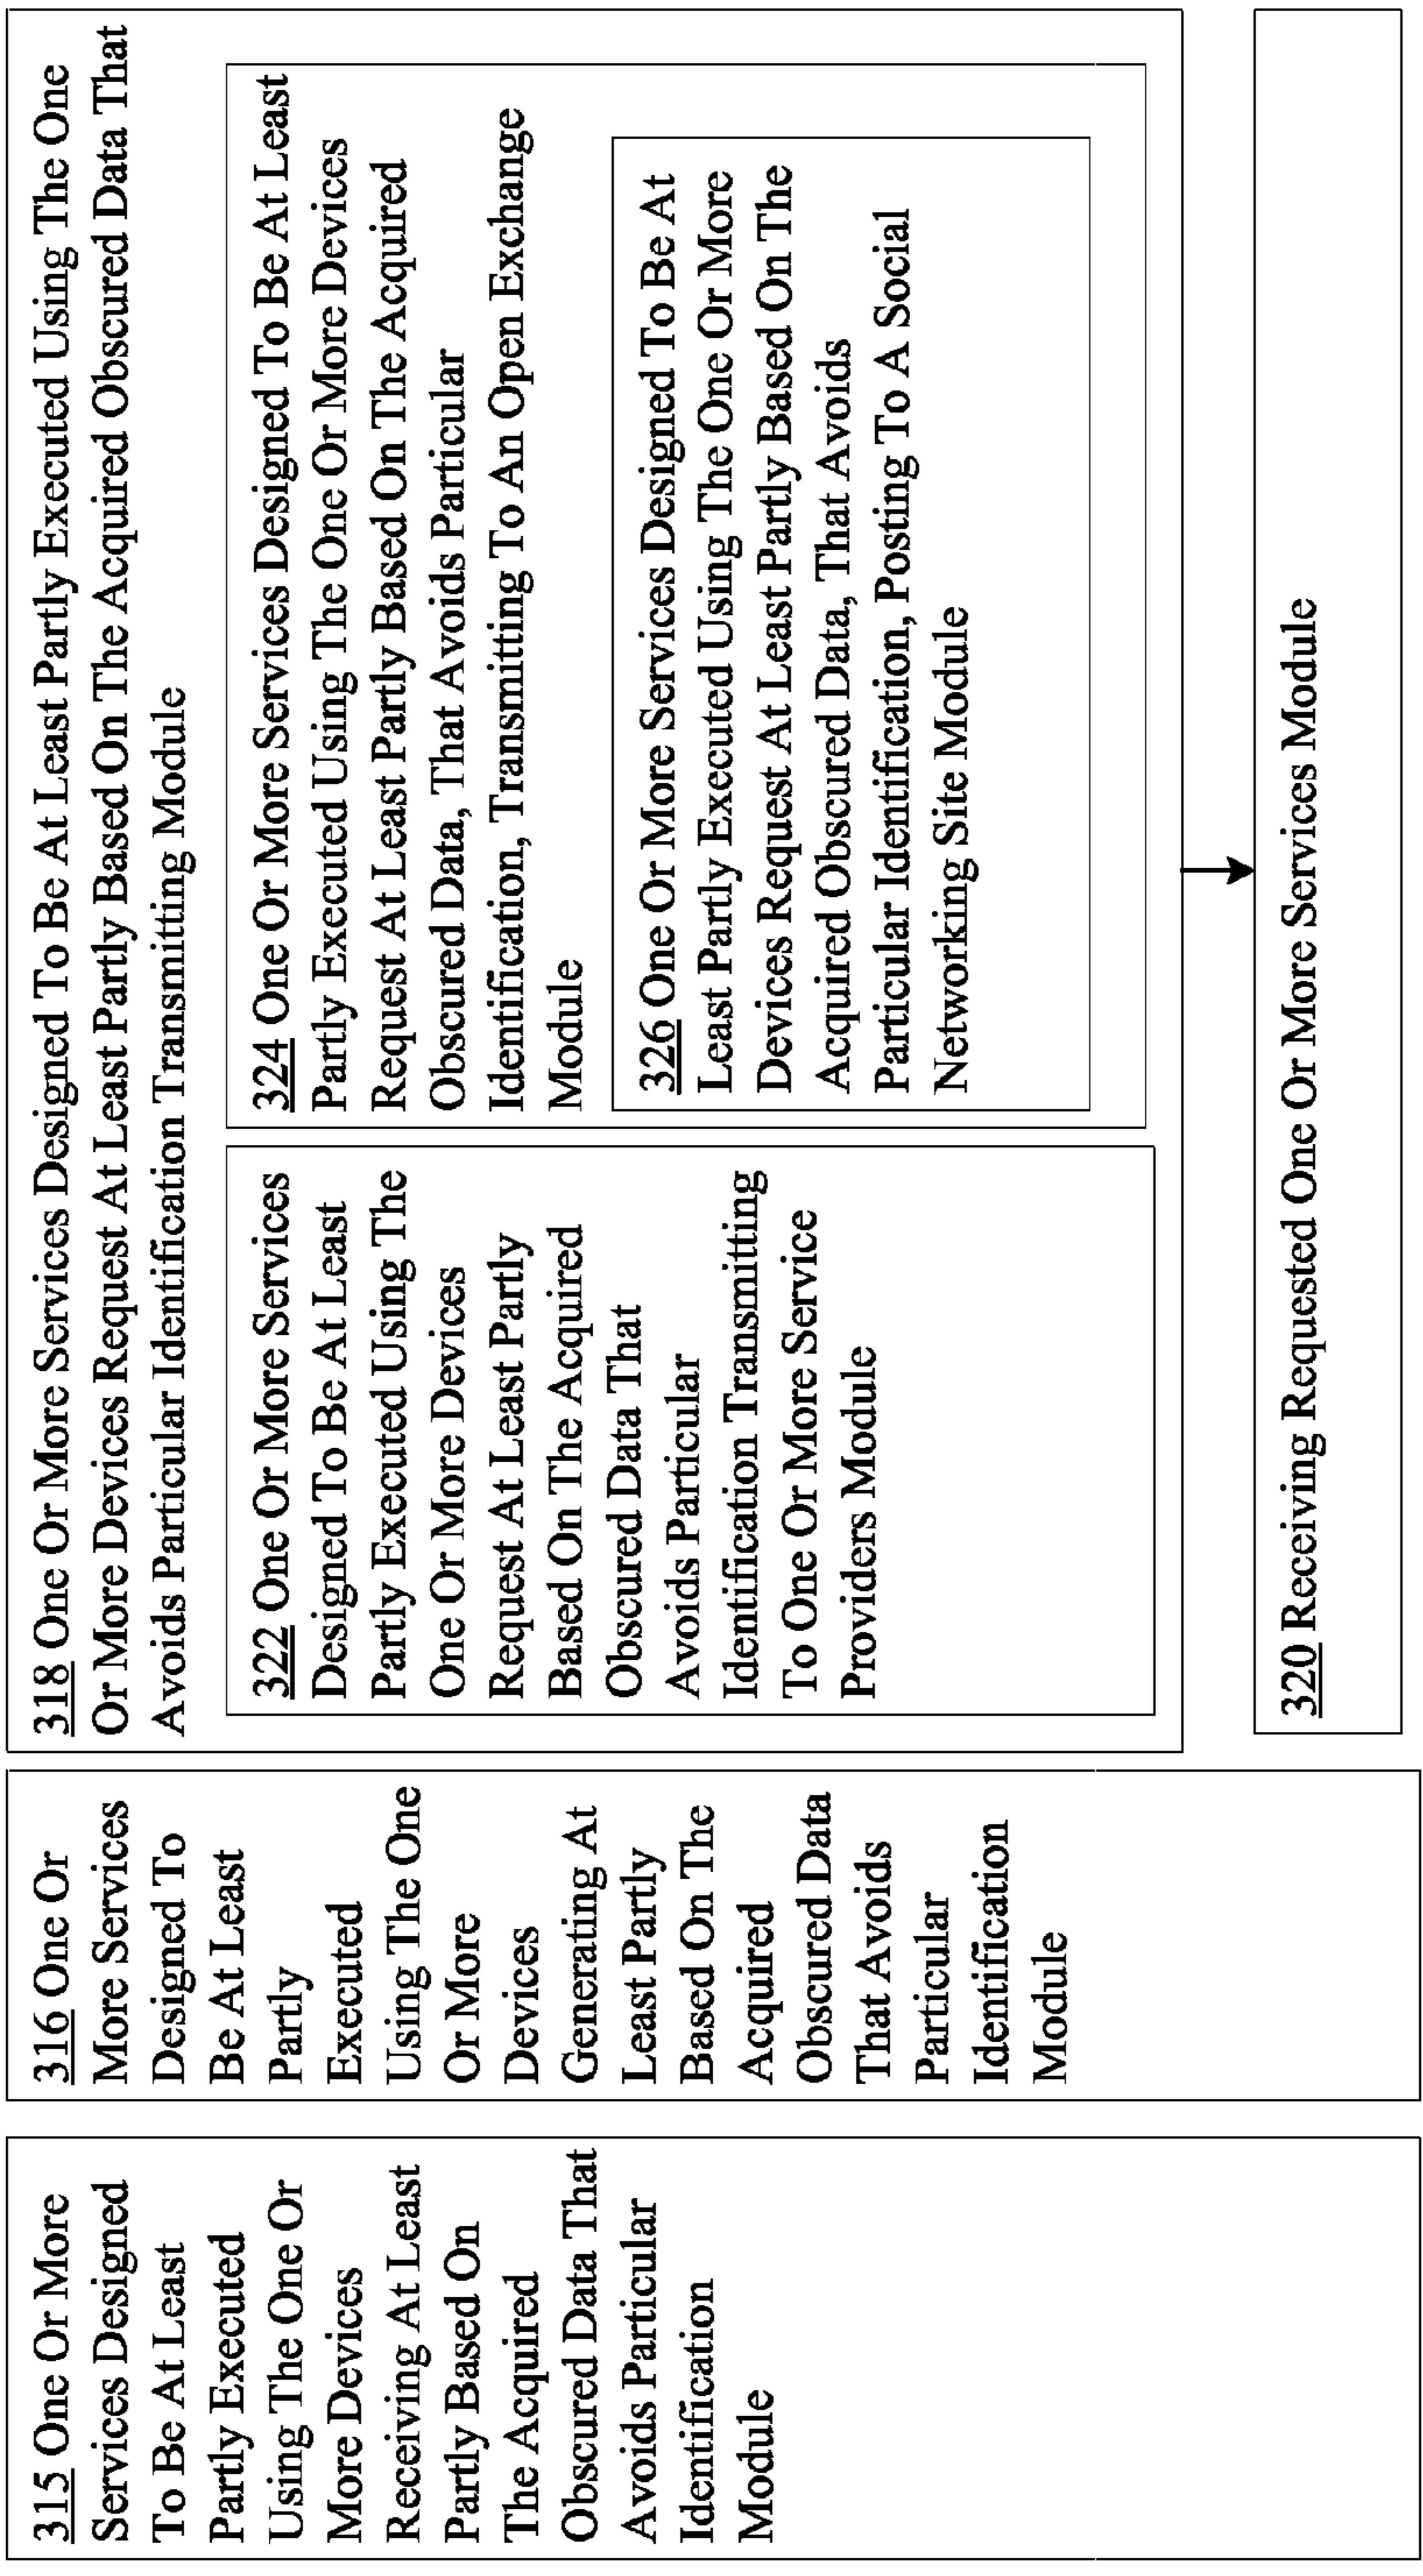 315 One Or More
Services Designed
To Be At Least
Partly Executed
Using The One Or
More Devices
Receiving At Least
Partly Based On
The Acquired
Obscured Data That
Avoids Particular
Identification
Module
316 One Or
More Services
Designed To
Be At Least
Partly
Executed
Using The One
Or More
Devices
Generating At
Least Partly
Based On The
Acquired
Obscured Data
That Avoids
Particular
Identification
Module
318 One Or More Services Designed To Be At Least Partly Executed Using The One
Or More Devices Request At Least Partly Based On The Acquired Obscured Data That
Avoids Particular Identification Transmitting Module
322 One Or More Services
Designed To Be At Least
Partly Executed Using The
One Or More Devices
Request At Least Partly
Based On The Acquired
Obscured Data That
Avoids Particular
Identification Transmitting
To One Or More Service
Providers Module
324 One Or More Services Designed To Be At Least
Partly Executed Using The One Or More Devices
Request At Least Partly Based On The Acquired
Obscured Data, That Avoids Particular
Identification, Transmitting To An Open Exchange
Module
326 One Or More Services Designed To Be At
Least Partly Executed Using The One Or More
Devices Request At Least Partly Based On The
Acquired Obscured Data, That Avoids
Particular Identification, Posting To A Social
Networking Site Module
320 Receiving Requested One Or More Services Module